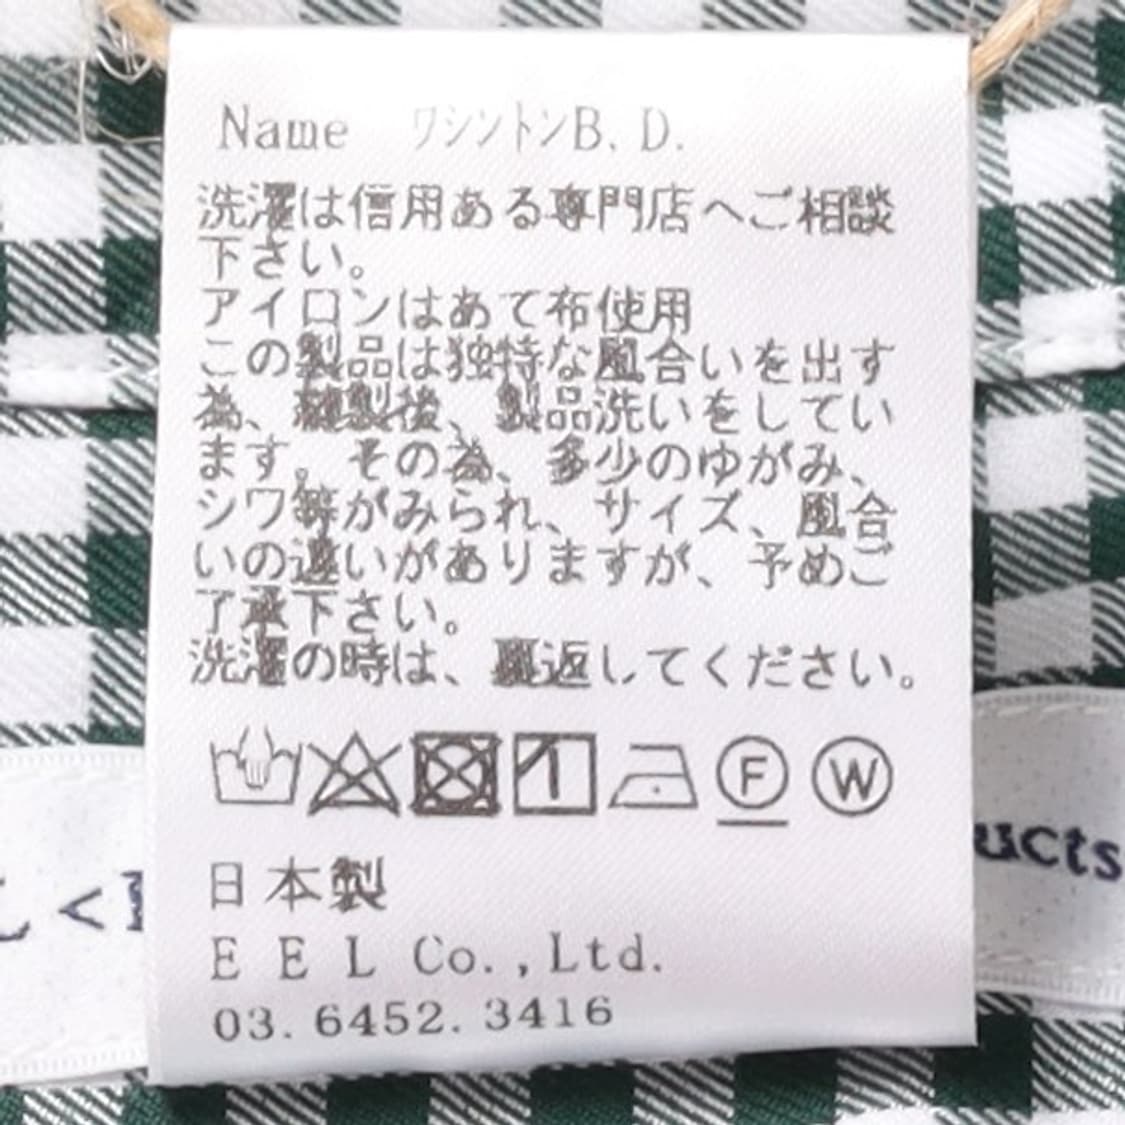 Name ワシントンB.D.
洗濯は信用ある専門店へご相談
下さい。
アイロンはあて布使用
この製品は独特な風合いを出す
為、縫製後、製品洗いをしてい
ます。その為、多少のゆがみ、
シワ等がみられ、サイズ、風合
いの違いがありますが、予めご
了承下さい。
洗濯の時は、裏返してください。
F W
日本製
E E L Co.,Ltd.
03.6452.3416
ucts